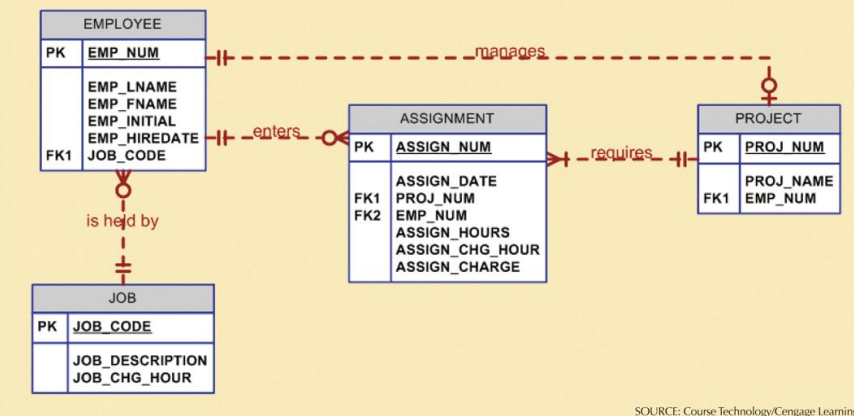 EMPLOYEE
PK EMP_NUM
EMP_LNAME
EMP_FNAME
EMP_INITIAL
EMP_HIREDATE
FK1 JOB_CODE
manages
enters
ASSIGNMENT
PK ASSIGN_NUM
ASSIGN_DATE
FK1 PROJ_NUM
FK2 EMP_NUM
ASSIGN_HOURS
ASSIGN_CHG_HOUR
ASSIGN_CHARGE
requires
PROJECT
PK PROJ_NUM
PROJ_NAME
FK1 EMP_NUM
is held by
JOB
PK JOB_CODE
JOB_DESCRIPTION
JOB_CHG_HOUR
SOURCE: Course Technology/Cengage Learning